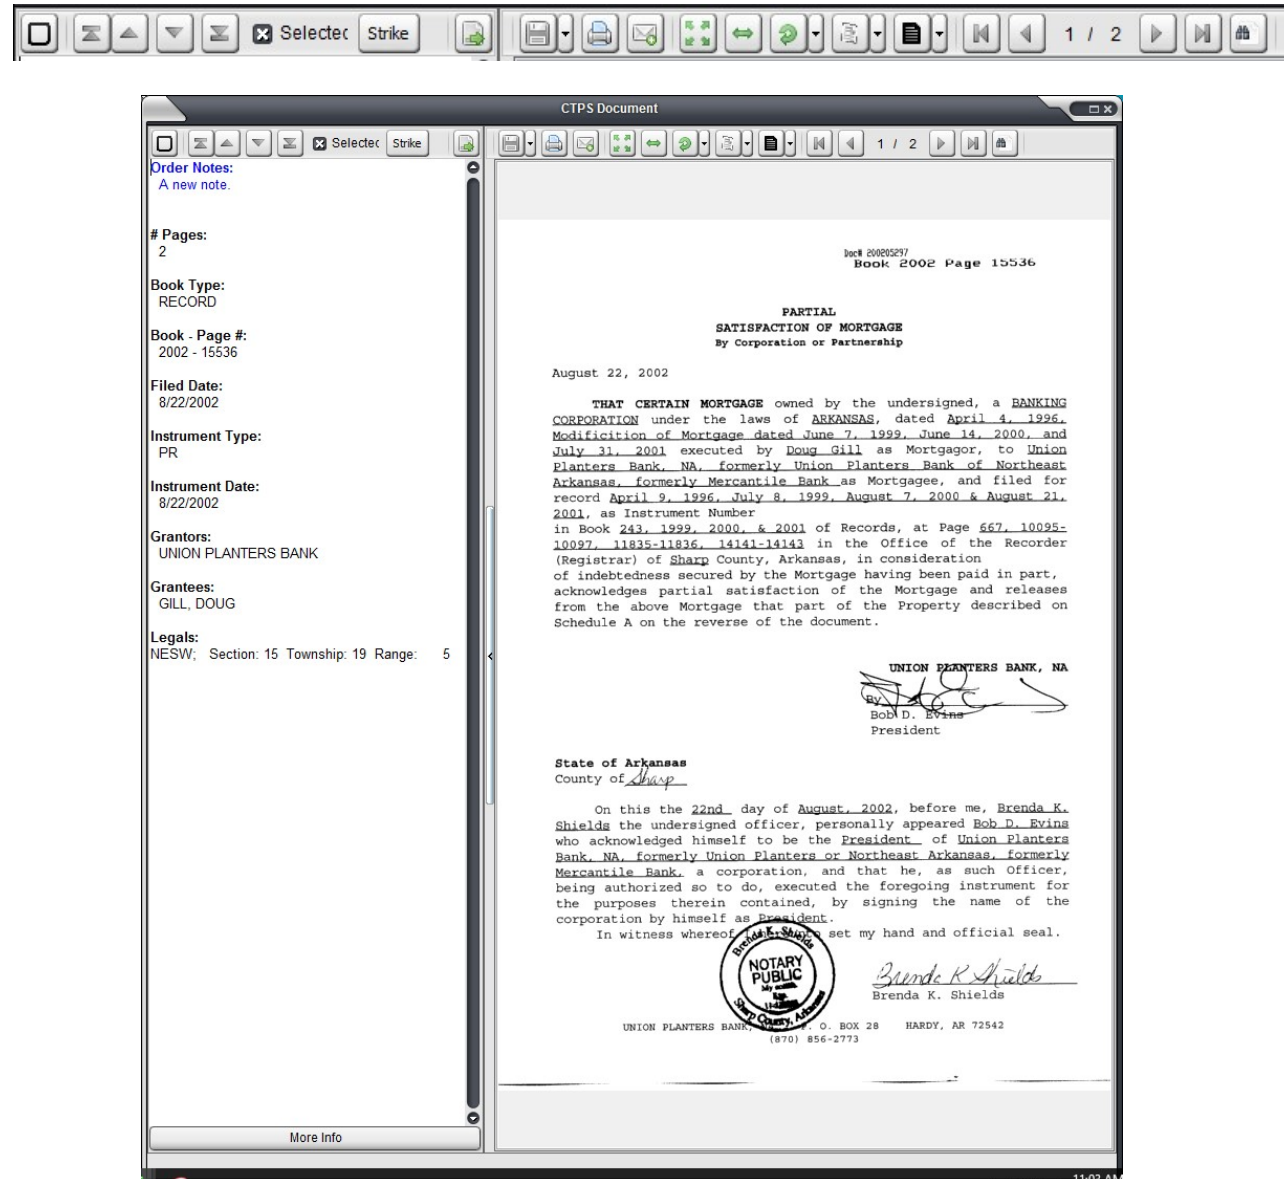 Selectec Strike 1 / 2
CTPS Document
Selectec Strike 1 / 2
Order Notes:
A new note.
# Pages:
2
Book Type:
RECORD
Book - Page #:
2002 - 15536
Filed Date:
8/22/2002
Instrument Type:
PR
Instrument Date:
8/22/2002
Grantors:
UNION PLANTERS BANK
Grantees:
GILL, DOUG
Legals:
NESW; Section: 15 Township: 19 Range: 5
More Info
Doc# 200205297
Book 2002 Page 15536
PARTIAL
SATISFACTION OF MORTGAGE
By Corporation or Partnership
August 22, 2002
THAT CERTAIN MORTGAGE owned by the undersigned, a BANKING
CORPORATION under the laws of ARKANSAS, dated April 4, 1996,
Modificition of Mortgage dated June 7, 1999, June 14, 2000, and
July 31, 2001 executed by Doug Gill as Mortgagor, to Union
Planters Bank, NA, formerly Union Planters Bank of Northeast
Arkansas, formerly Mercantile Bank as Mortgagee, and filed for
record April 9, 1996, July 8, 1999, August 7, 2000 & August 21,
2001, as Instrument Number
in Book 243, 1999, 2000, & 2001 of Records, at Page 667, 10095-
10097, 11835-11836, 14141-14143 in the Office of the Recorder
(Registrar) of Sharp County, Arkansas, in consideration
of indebtedness secured by the Mortgage having been paid in part,
acknowledges partial satisfaction of the Mortgage and releases
from the above Mortgage that part of the Property described on
Schedule A on the reverse of the document.
UNION PLANTERS BANK, NA
By
Bob D. Evins
President
State of Arkansas
County of Sharp
On this the 22nd day of August, 2002, before me, Brenda K.
Shields the undersigned officer, personally appeared Bob D. Evins
who acknowledged himself to be the President of Union Planters
Bank, NA, formerly Union Planters or Northeast Arkansas, formerly
Mercantile Bank, a corporation, and that he, as such Officer,
being authorized so to do, executed the foregoing instrument for
the purposes therein contained, by signing the name of the
corporation by himself as President.
In witness whereof set my hand and official seal.
Brenda K. Shields
NOTARY
PUBLIC
Sharp County, Arkansas
Brenda K Shields
Brenda K. Shields
UNION PLANTERS BANK, P. O. BOX 28 HARDY, AR 72542
(870) 856-2773